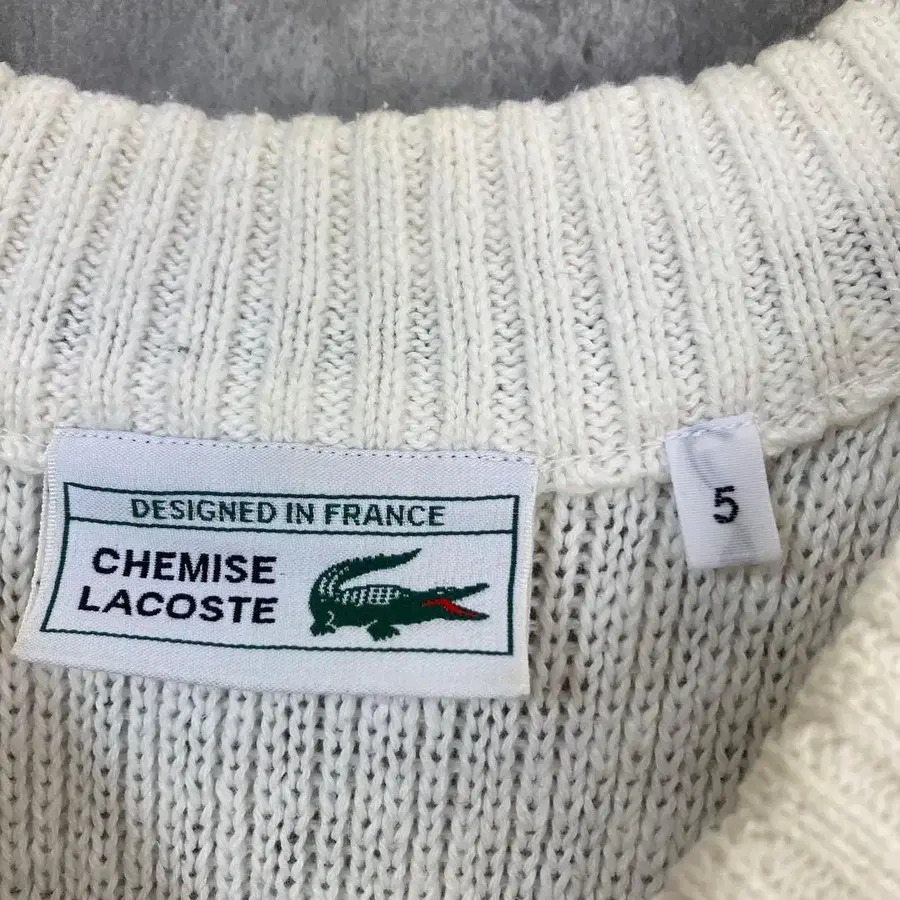 DESIGNED IN FRANCE
CHEMISE
LACOSTE
5